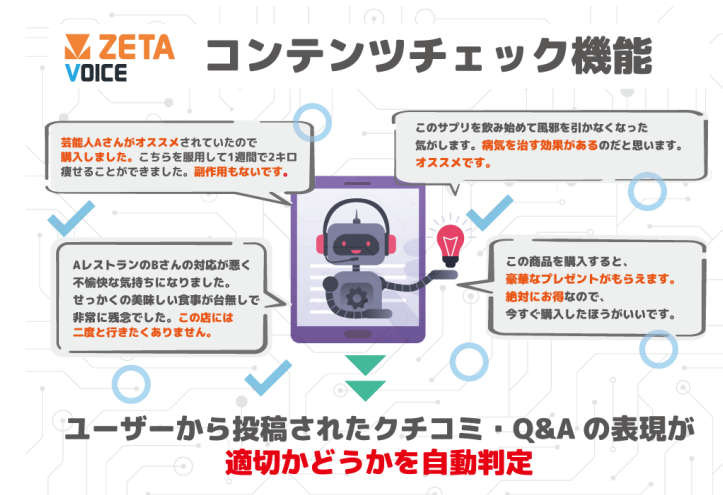 ZETA
VOICE
コンテンツチェック機能
芸能人Aさんがオススメされていたので
購入しました。こちらを服用して1週間で2キロ
痩せることができました。副作用もないです。
このサプリを飲み始めて風邪を引かなくなった
気がします。病気を治す効果があるのだと思います。
オススメです。
AレストランのBさんの対応が悪く
不愉快な気持ちになりました。
せっかくの美味しい食事が台無しで
非常に残念でした。この店には
二度と行きたくありません。
この商品を購入すると、
豪華なプレゼントがもらえます。
絶対にお得なので、
今すぐ購入したほうがいいです。
ユーザーから投稿されたクチコミ・Q&Aの表現が
適切かどうかを自動判定